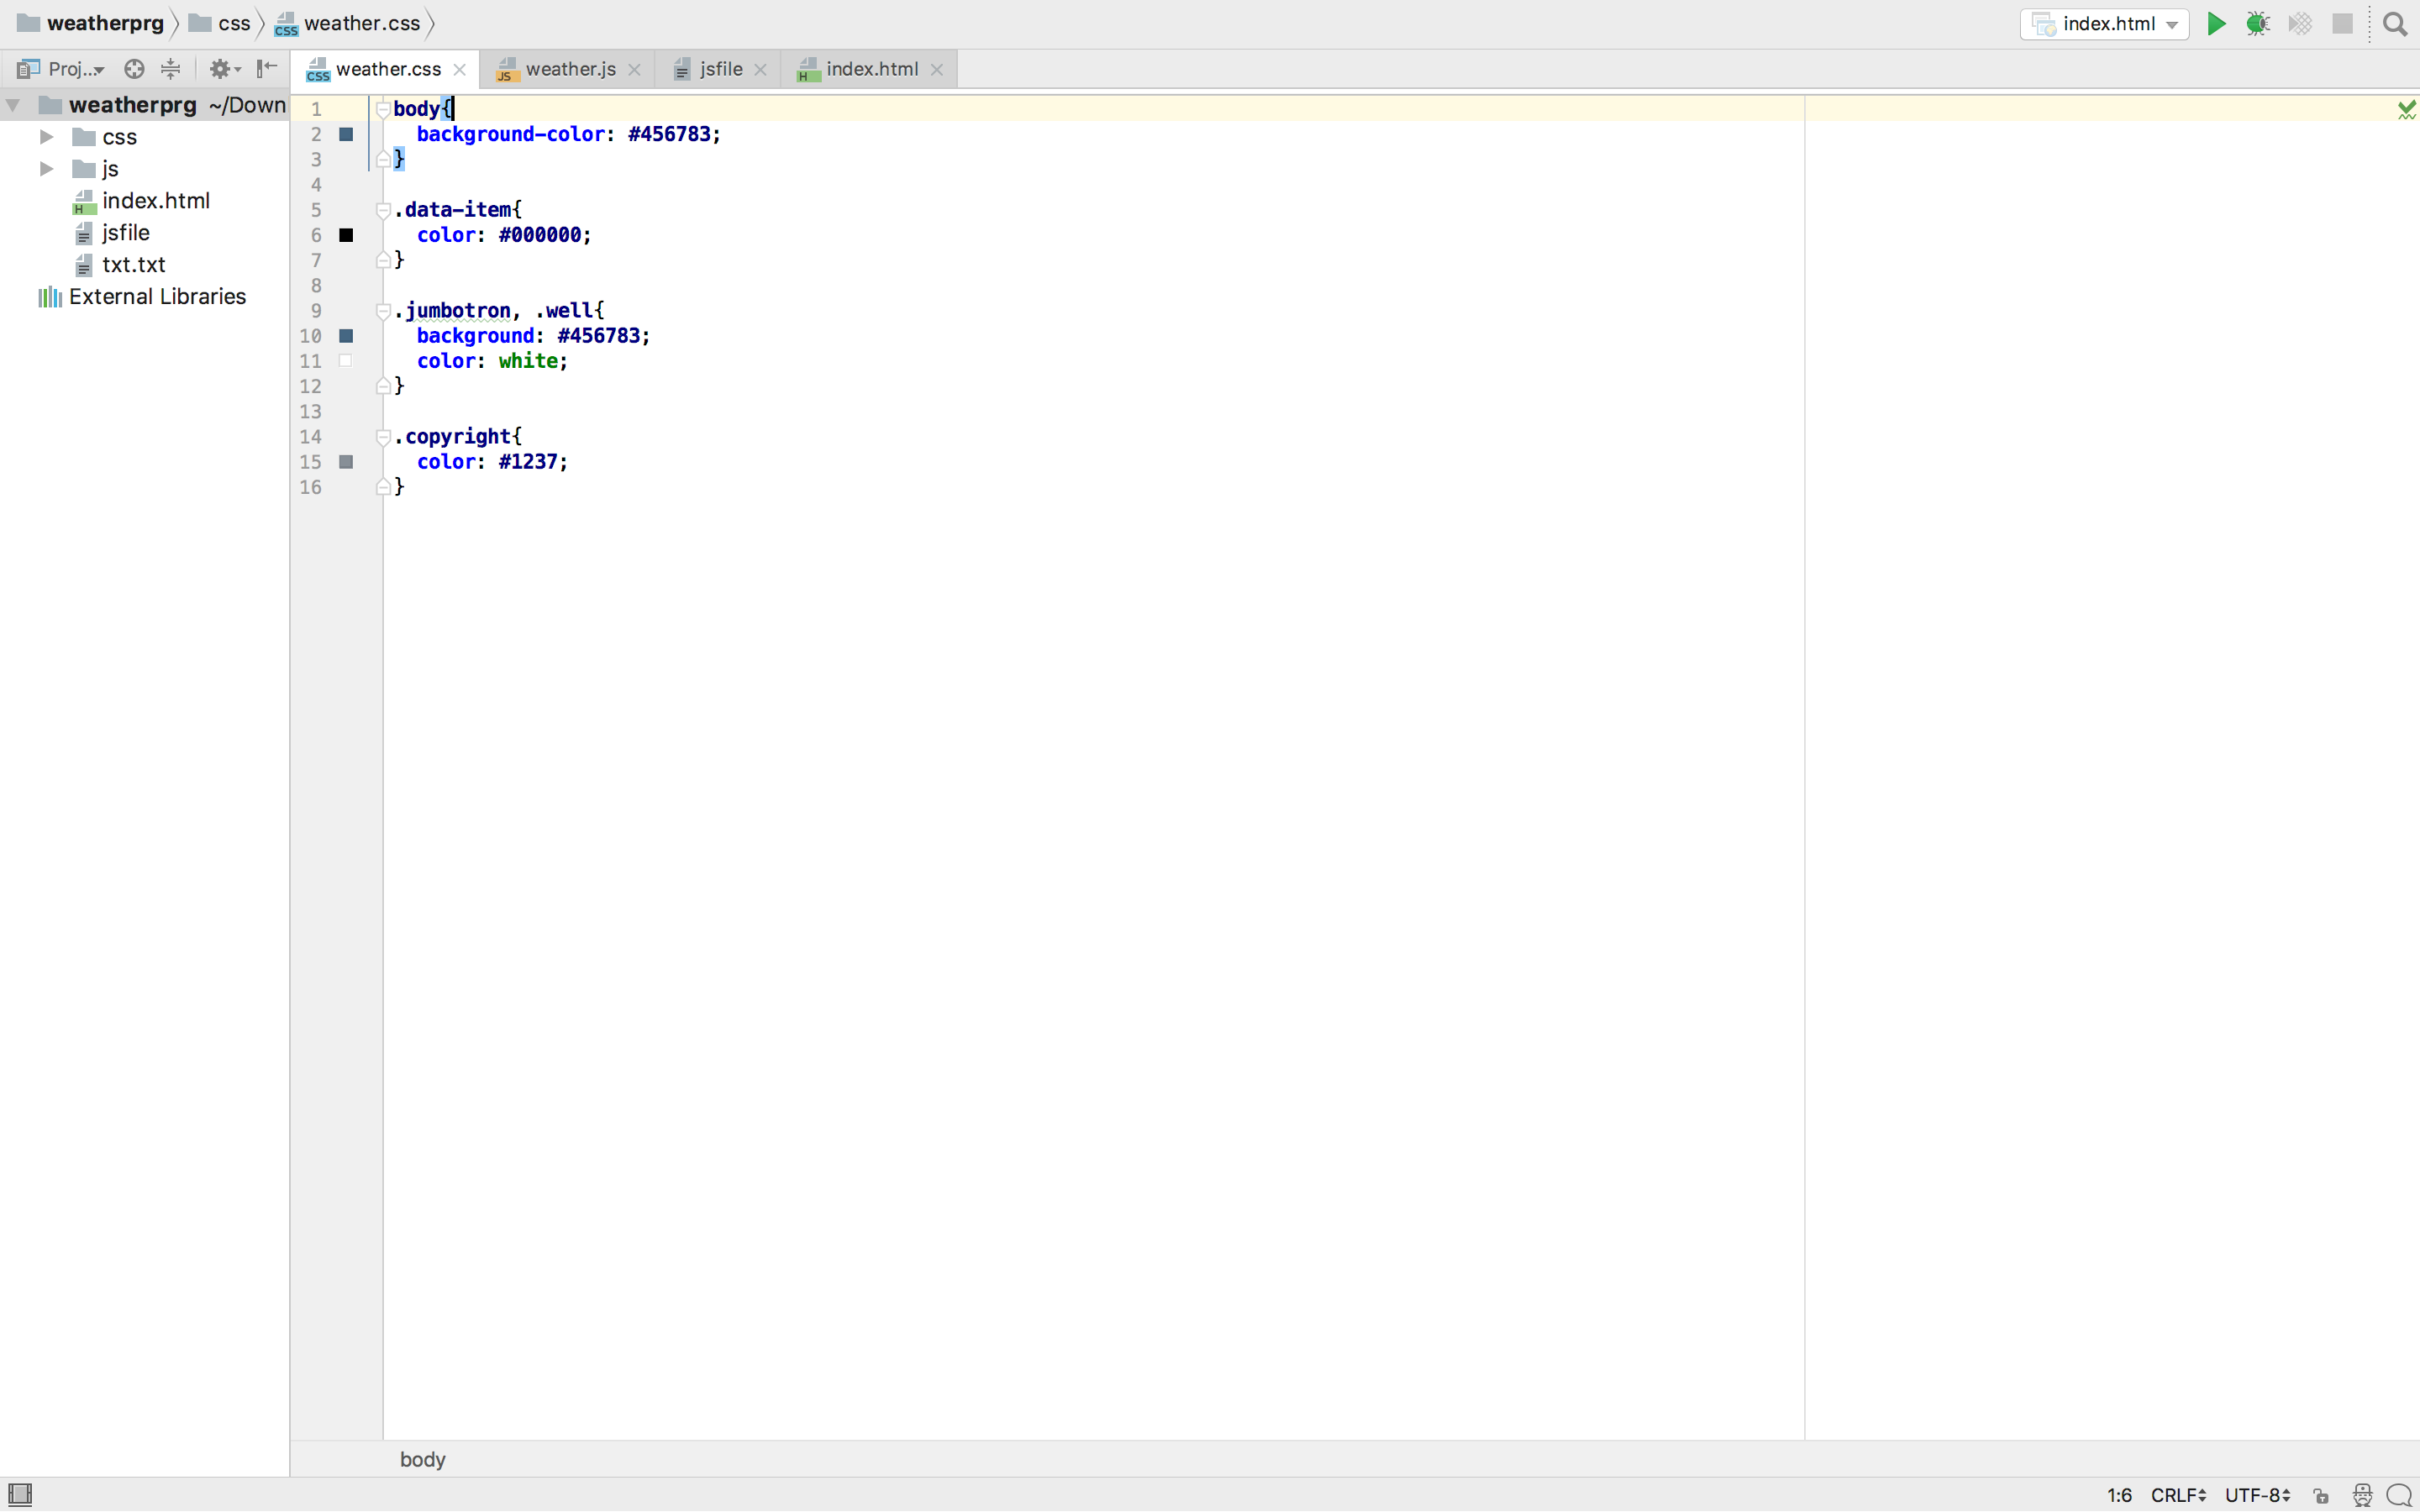 weatherprg css weather.css index.html
Proj... weather.css weather.js jsfile index.html
weatherprg ~/Down
css
js
index.html
jsfile
txt.txt
External Libraries
1 body{
2 background-color: #456783;
3 }
4
5 .data-item{
6 color: #000000;
7 }
8
9 .jumbotron, .well{
10 background: #456783;
11 color: white;
12 }
13
14 .copyright{
15 color: #1237;
16 }
body
1:6 CRLF UTF-8